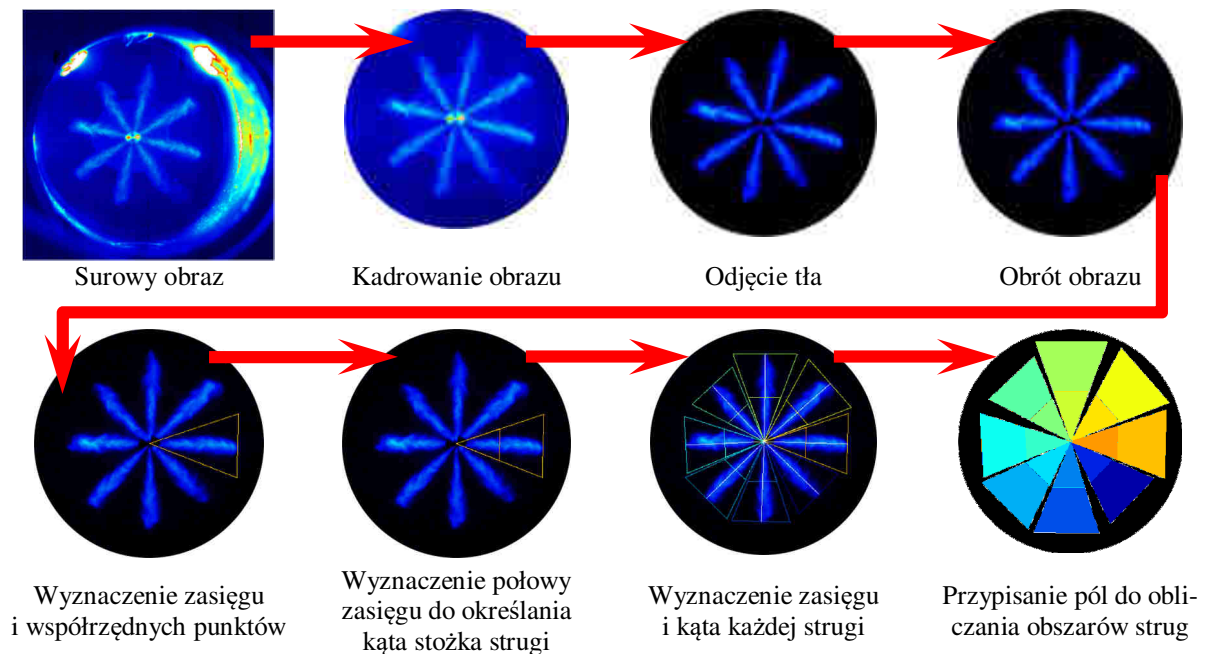 Surowy obraz
Kadrowanie obrazu
Odjęcie tła
Obrót obrazu
Wyznaczenie zasięgu
i współrzędnych punktów
Wyznaczenie połowy
zasięgu do określania
kąta stożka strugi
Wyznaczenie zasięgu
i kąta każdej strugi
Przypisanie pól do obli-
czania obszarów strug